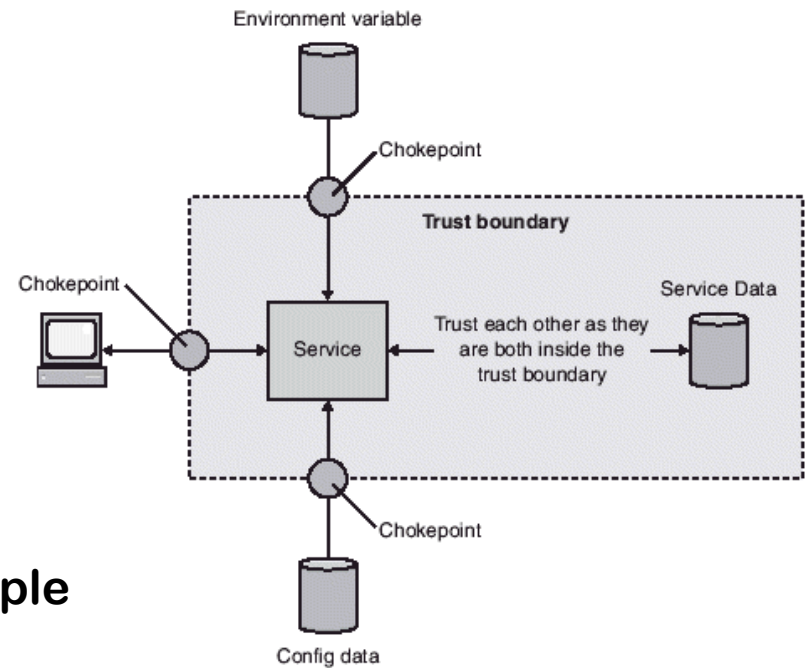 Environment variable
Chokepoint
Trust boundary
Chokepoint
Service Data
Service
Trust each other as they
are both inside the
trust boundary
Chokepoint
ple
Config data